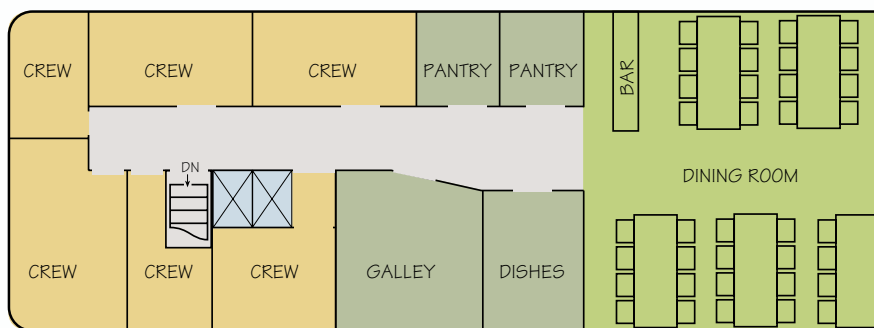 CREW
CREW
CREW
PANTRY
PANTRY
BAR
DN
DINING ROOM
CREW
CREW
CREW
GALLEY
DISHES